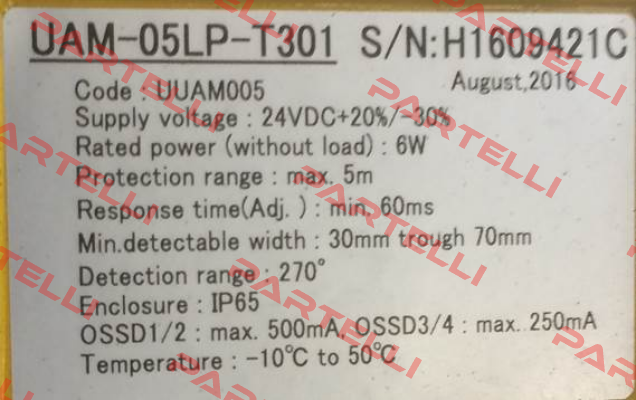 UAM-05LP-T301 S/N:H1609421C
August,2016
Code : UUAM005
Supply voltage : 24VDC+20%/-30%
Rated power (without load) : 6W
Protection range : max. 5m
Response time(Adj. ) : min. 60ms
Min.detectable width : 30mm trough 70mm
Detection range : 270°
Enclosure : IP65
OSSD1/2 : max. 500mA, OSSD3/4 : max. 250mA
Temperature : -10℃ to 50℃
PARTELLI
PARTELLI
PARTELLI
PARTELLI
PARTELLI